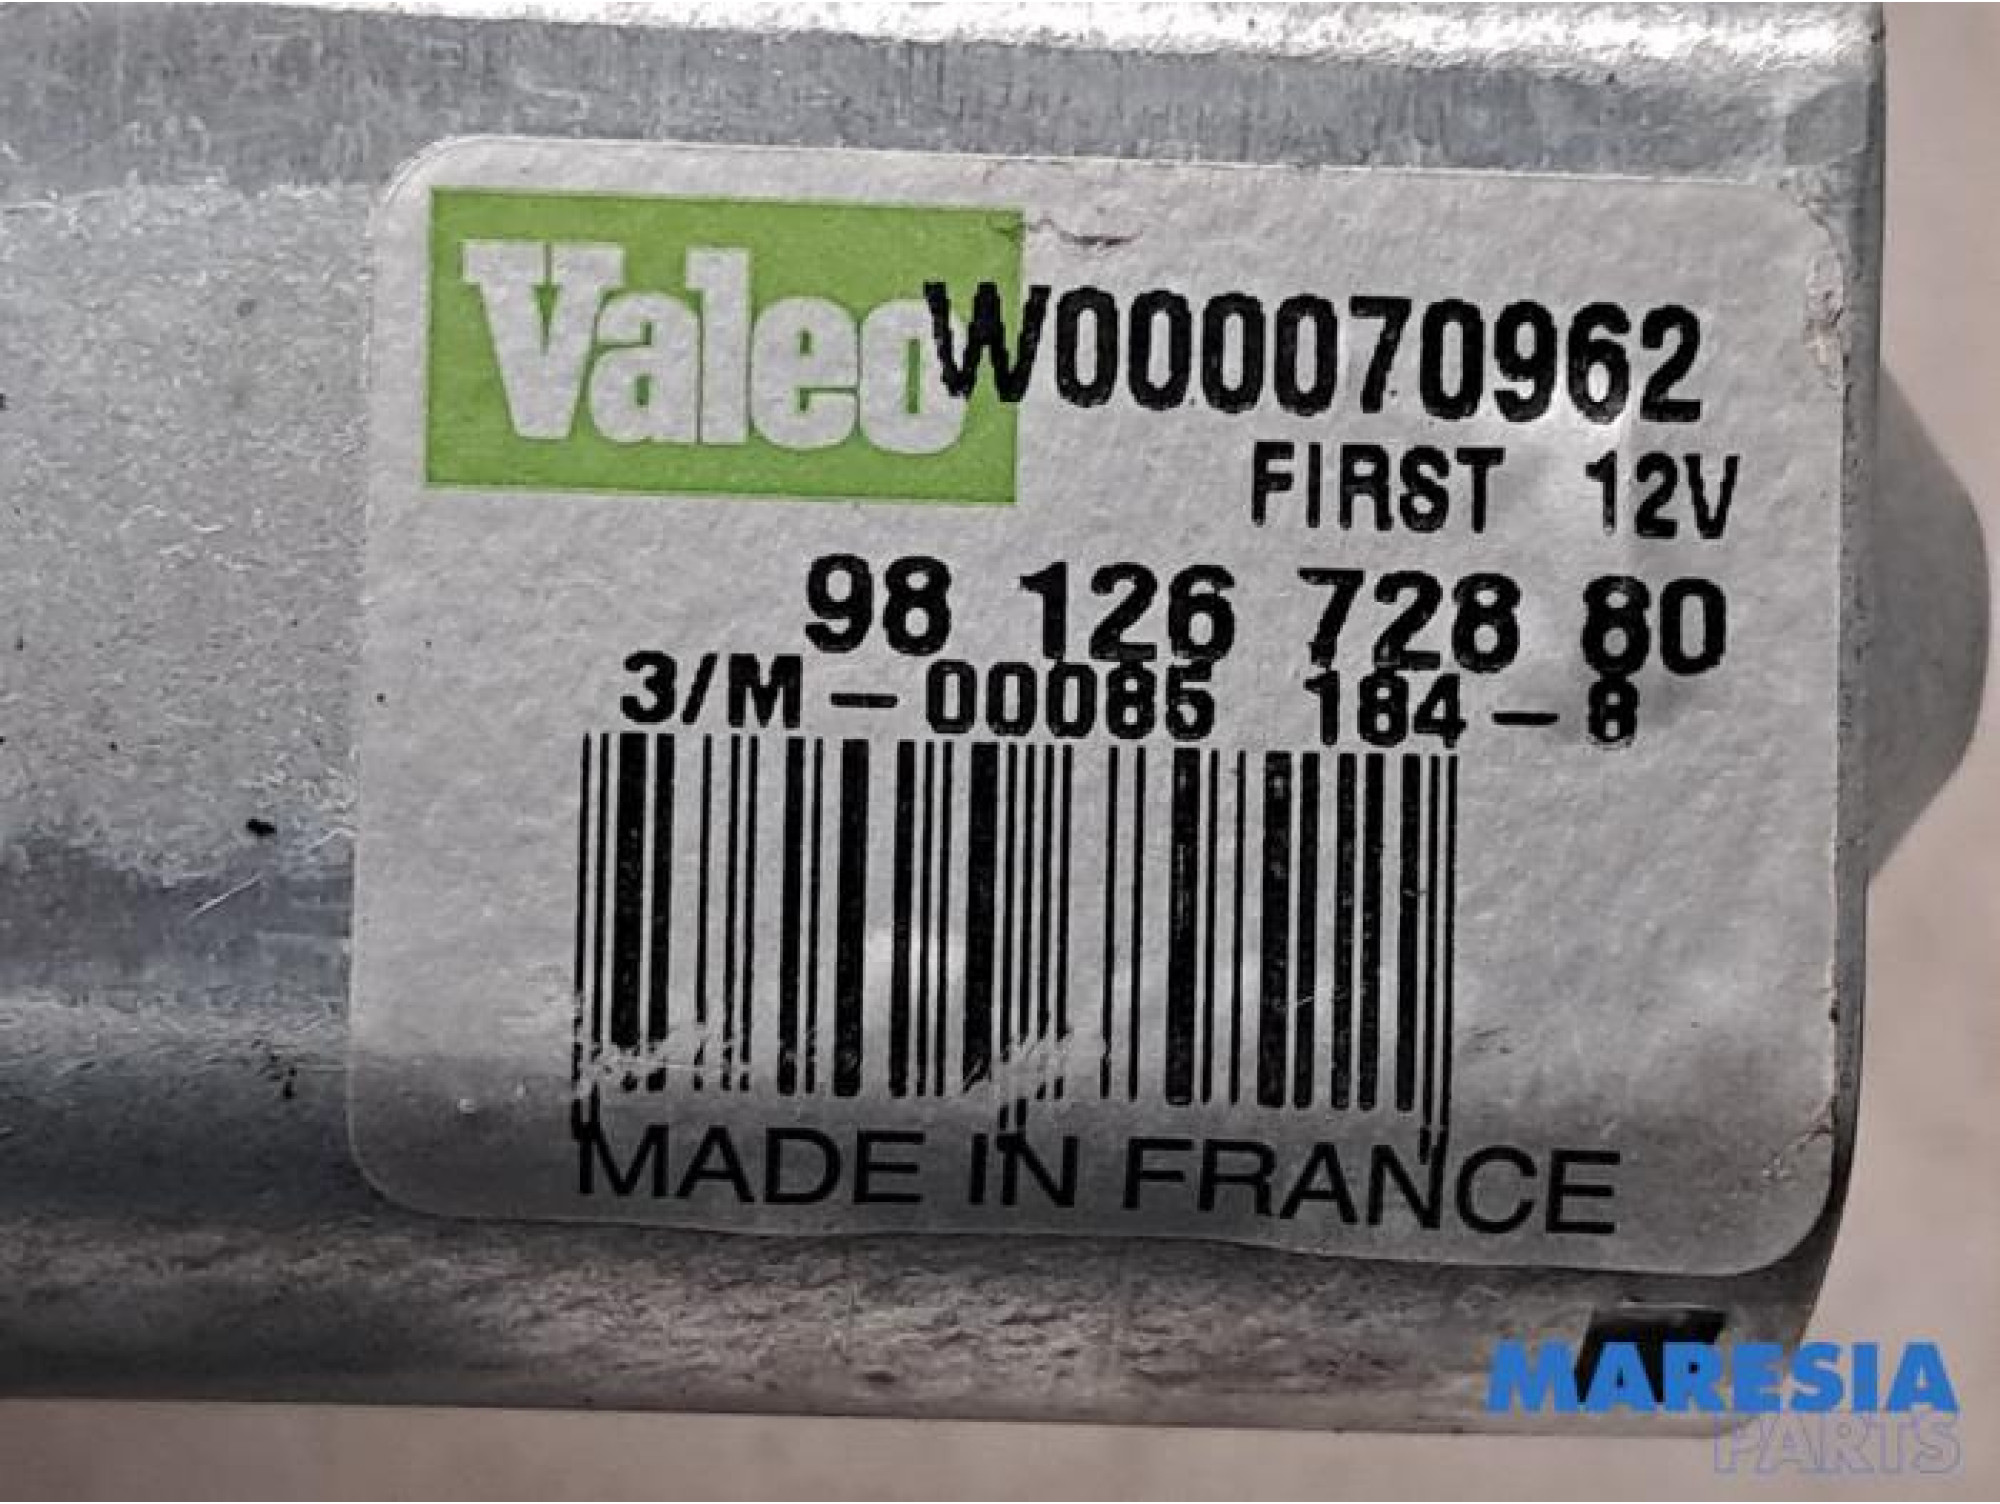 Valeo W000070962
FIRST 12V
98 126 728 80
3/M-00085 184-8
MADE IN FRANCE
MARESIA
PARTS